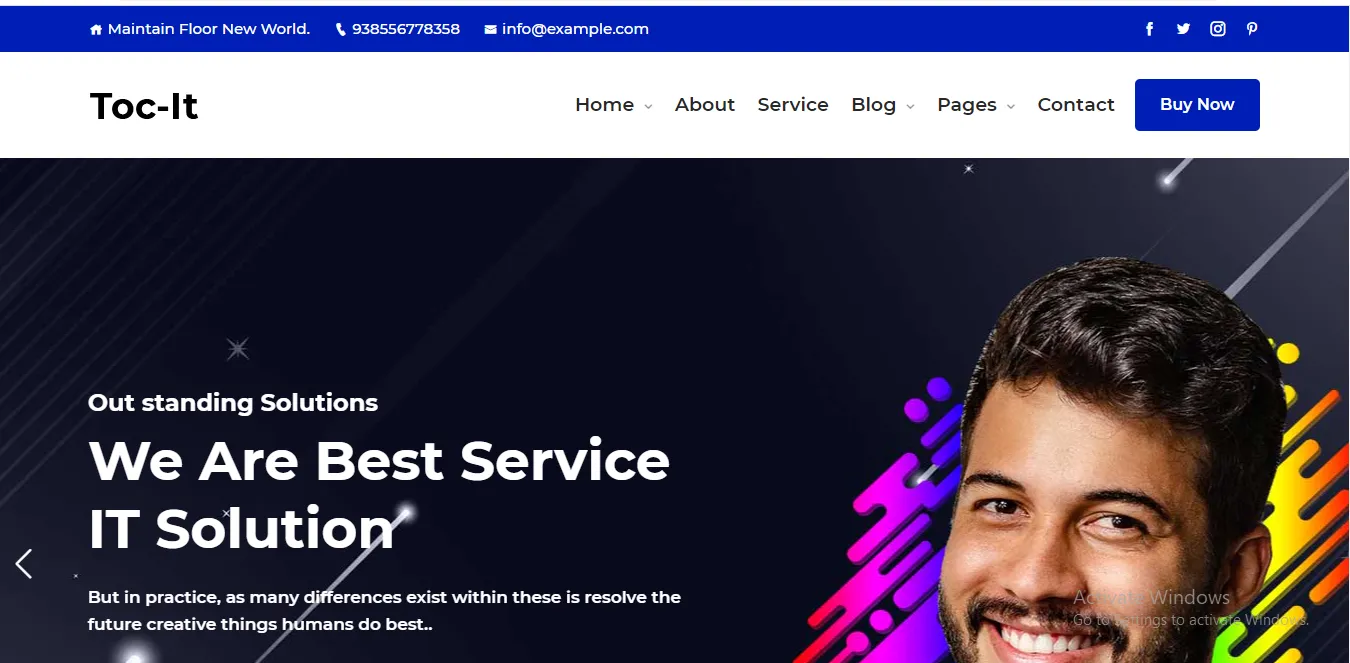 Maintain Floor New World. 938556778358 info@example.com
Toc-It
Home About Service Blog Pages Contact Buy Now
Out standing Solutions
We Are Best Service
IT Solution
But in practice, as many differences exist within these is resolve the
future creative things humans do best..
Activate Windows
Go to Settings to activate Windows.